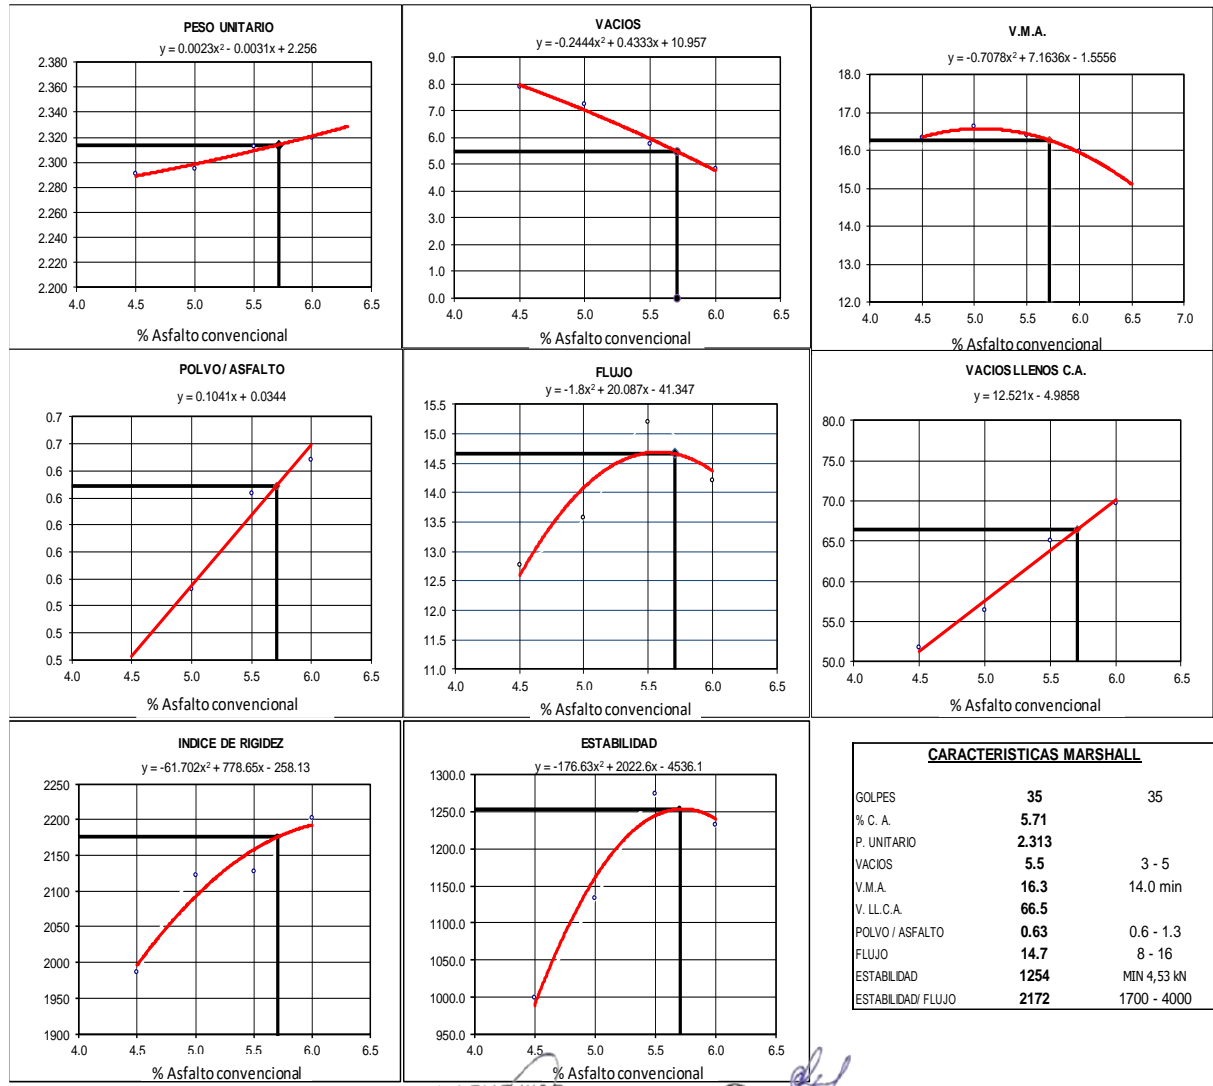 PESO UNITARIO
y = 0.0023x² - 0.0031x + 2.256
2.380
2.360
2.340
2.320
2.300
2.280
2.260
2.240
2.220
2.200
4.0 4.5 5.0 5.5 6.0 6.5
% Asfalto convencional
VACIOS
y = -0.2444x² + 0.4333x + 10.957
9.0
8.0
7.0
6.0
5.0
4.0
3.0
2.0
1.0
0.0
4.0 4.5 5.0 5.5 6.0 6.5
% Asfalto convencional
V.M.A.
y = -0.7078x² + 7.1636x - 1.5556
18.0
17.0
16.0
15.0
14.0
13.0
12.0
4.0 4.5 5.0 5.5 6.0 6.5 7.0
% Asfalto convencional
POLVO / ASFALTO
y = 0.1041x + 0.0344
0.7
0.7
0.6
0.6
0.6
0.6
0.6
0.5
0.5
0.5
4.0 4.5 5.0 5.5 6.0 6.5
% Asfalto convencional
FLUJO
y = -1.8x² + 20.087x - 41.347
15.5
15.0
14.5
14.0
13.5
13.0
12.5
12.0
11.5
11.0
4.0 4.5 5.0 5.5 6.0 6.5
% Asfalto convencional
VACIOS LLENOS C.A.
y = 12.521x - 4.9858
80.0
75.0
70.0
65.0
60.0
55.0
50.0
4.0 4.5 5.0 5.5 6.0 6.5
% Asfalto convencional
INDICE DE RIGIDEZ
y = -61.702x² + 778.65x - 258.13
2250
2200
2150
2100
2050
2000
1950
1900
4.0 4.5 5.0 5.5 6.0 6.5
% Asfalto convencional
ESTABILIDAD
y = -176.63x² + 2022.6x - 4536.1
1300.0
1250.0
1200.0
1150.0
1100.0
1050.0
1000.0
950.0
4.0 4.5 5.0 5.5 6.0 6.5
% Asfalto convencional
CARACTERISTICAS MARSHALL
GOLPES 35 35
% C. A. 5.71
P. UNITARIO 2.313
VACIOS 5.5 3 - 5
V.M.A. 16.3 14.0 min
V. LL.C.A. 66.5
POLVO / ASFALTO 0.63 0.6 - 1.3
FLUJO 14.7 8 - 16
ESTABILIDAD 1254 MIN 4,53 kN
ESTABILIDAD/ FLUJO 2172 1700 - 4000